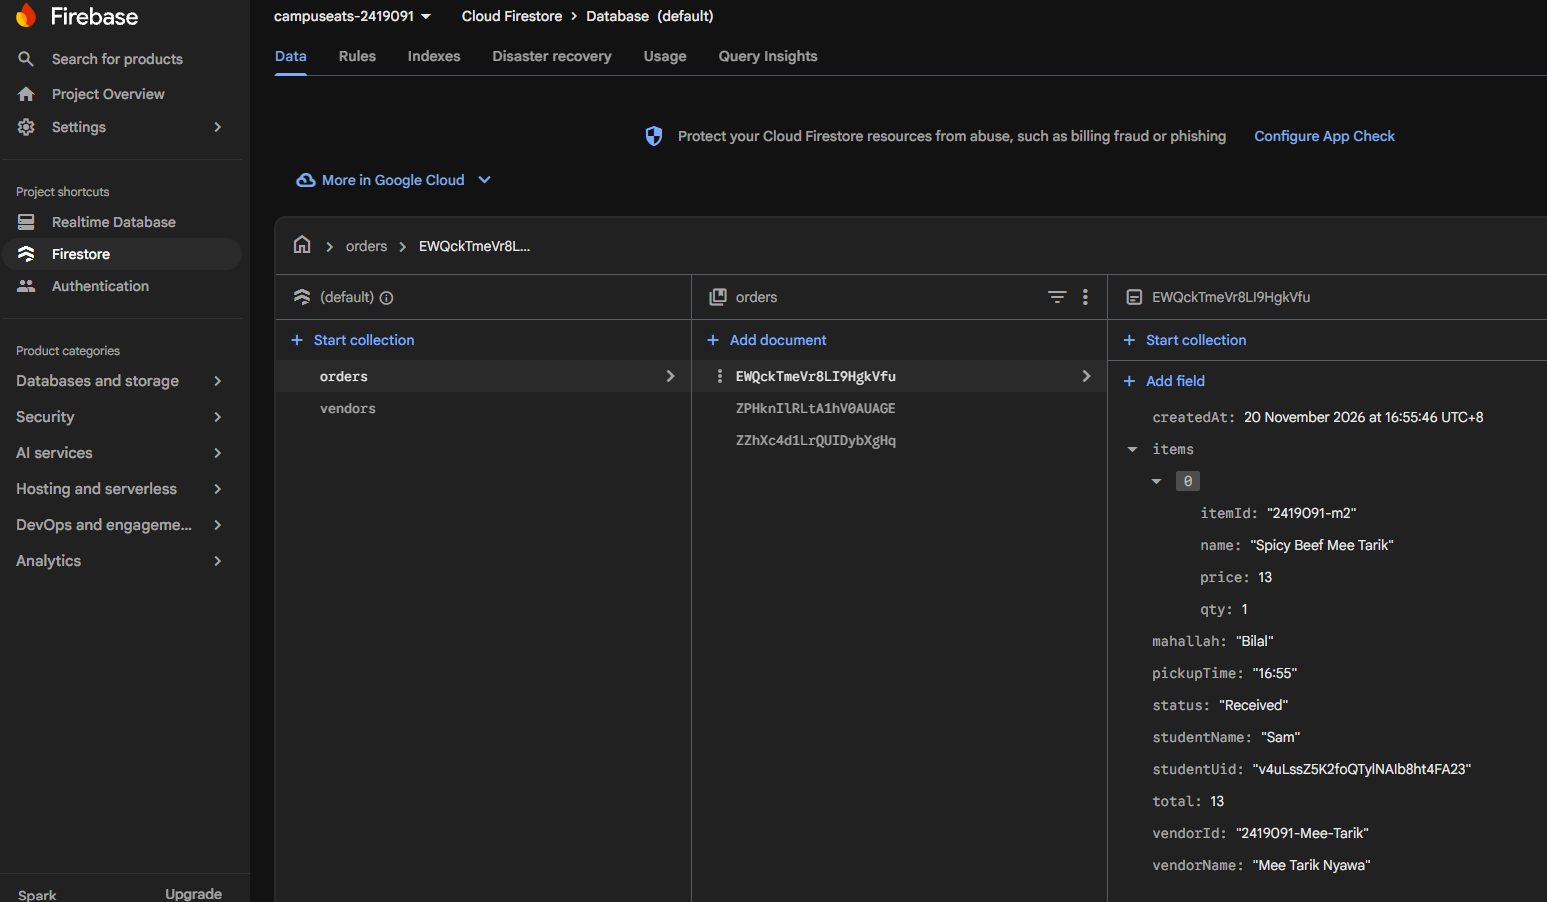 Firebase
campuseats-2419091
Cloud Firestore > Database (default)
Search for products
Data Rules Indexes Disaster recovery Usage Query Insights
Project Overview
Settings
Protect your Cloud Firestore resources from abuse, such as billing fraud or phishing Configure App Check
More in Google Cloud
Project shortcuts
Realtime Database
Firestore
Authentication
orders > EWQckTmeVr8L...
(default)
orders
EWQckTmeVr8LI9HgkVfu
+ Start collection
+ Add document
+ Start collection
orders
vendors
EWQckTmeVr8LI9HgkVfu
ZPHknIlRLtA1hV0AUAGE
ZZhXc4d1LrQUIDybXgHq
+ Add field
createdAt: 20 November 2026 at 16:55:46 UTC+8
items
0
itemId: "2419091-m2"
name: "Spicy Beef Mee Tarik"
price: 13
qty: 1
mahallah: "Bilal"
pickupTime: "16:55"
status: "Received"
studentName: "Sam"
studentUid: "v4uLssZ5K2foQTylNAIb8ht4FA23"
total: 13
vendorId: "2419091-Mee-Tarik"
vendorName: "Mee Tarik Nyawa"
Product categories
Databases and storage
Security
AI services
Hosting and serverless
DevOps and engageme...
Analytics
Spark
Upgrade